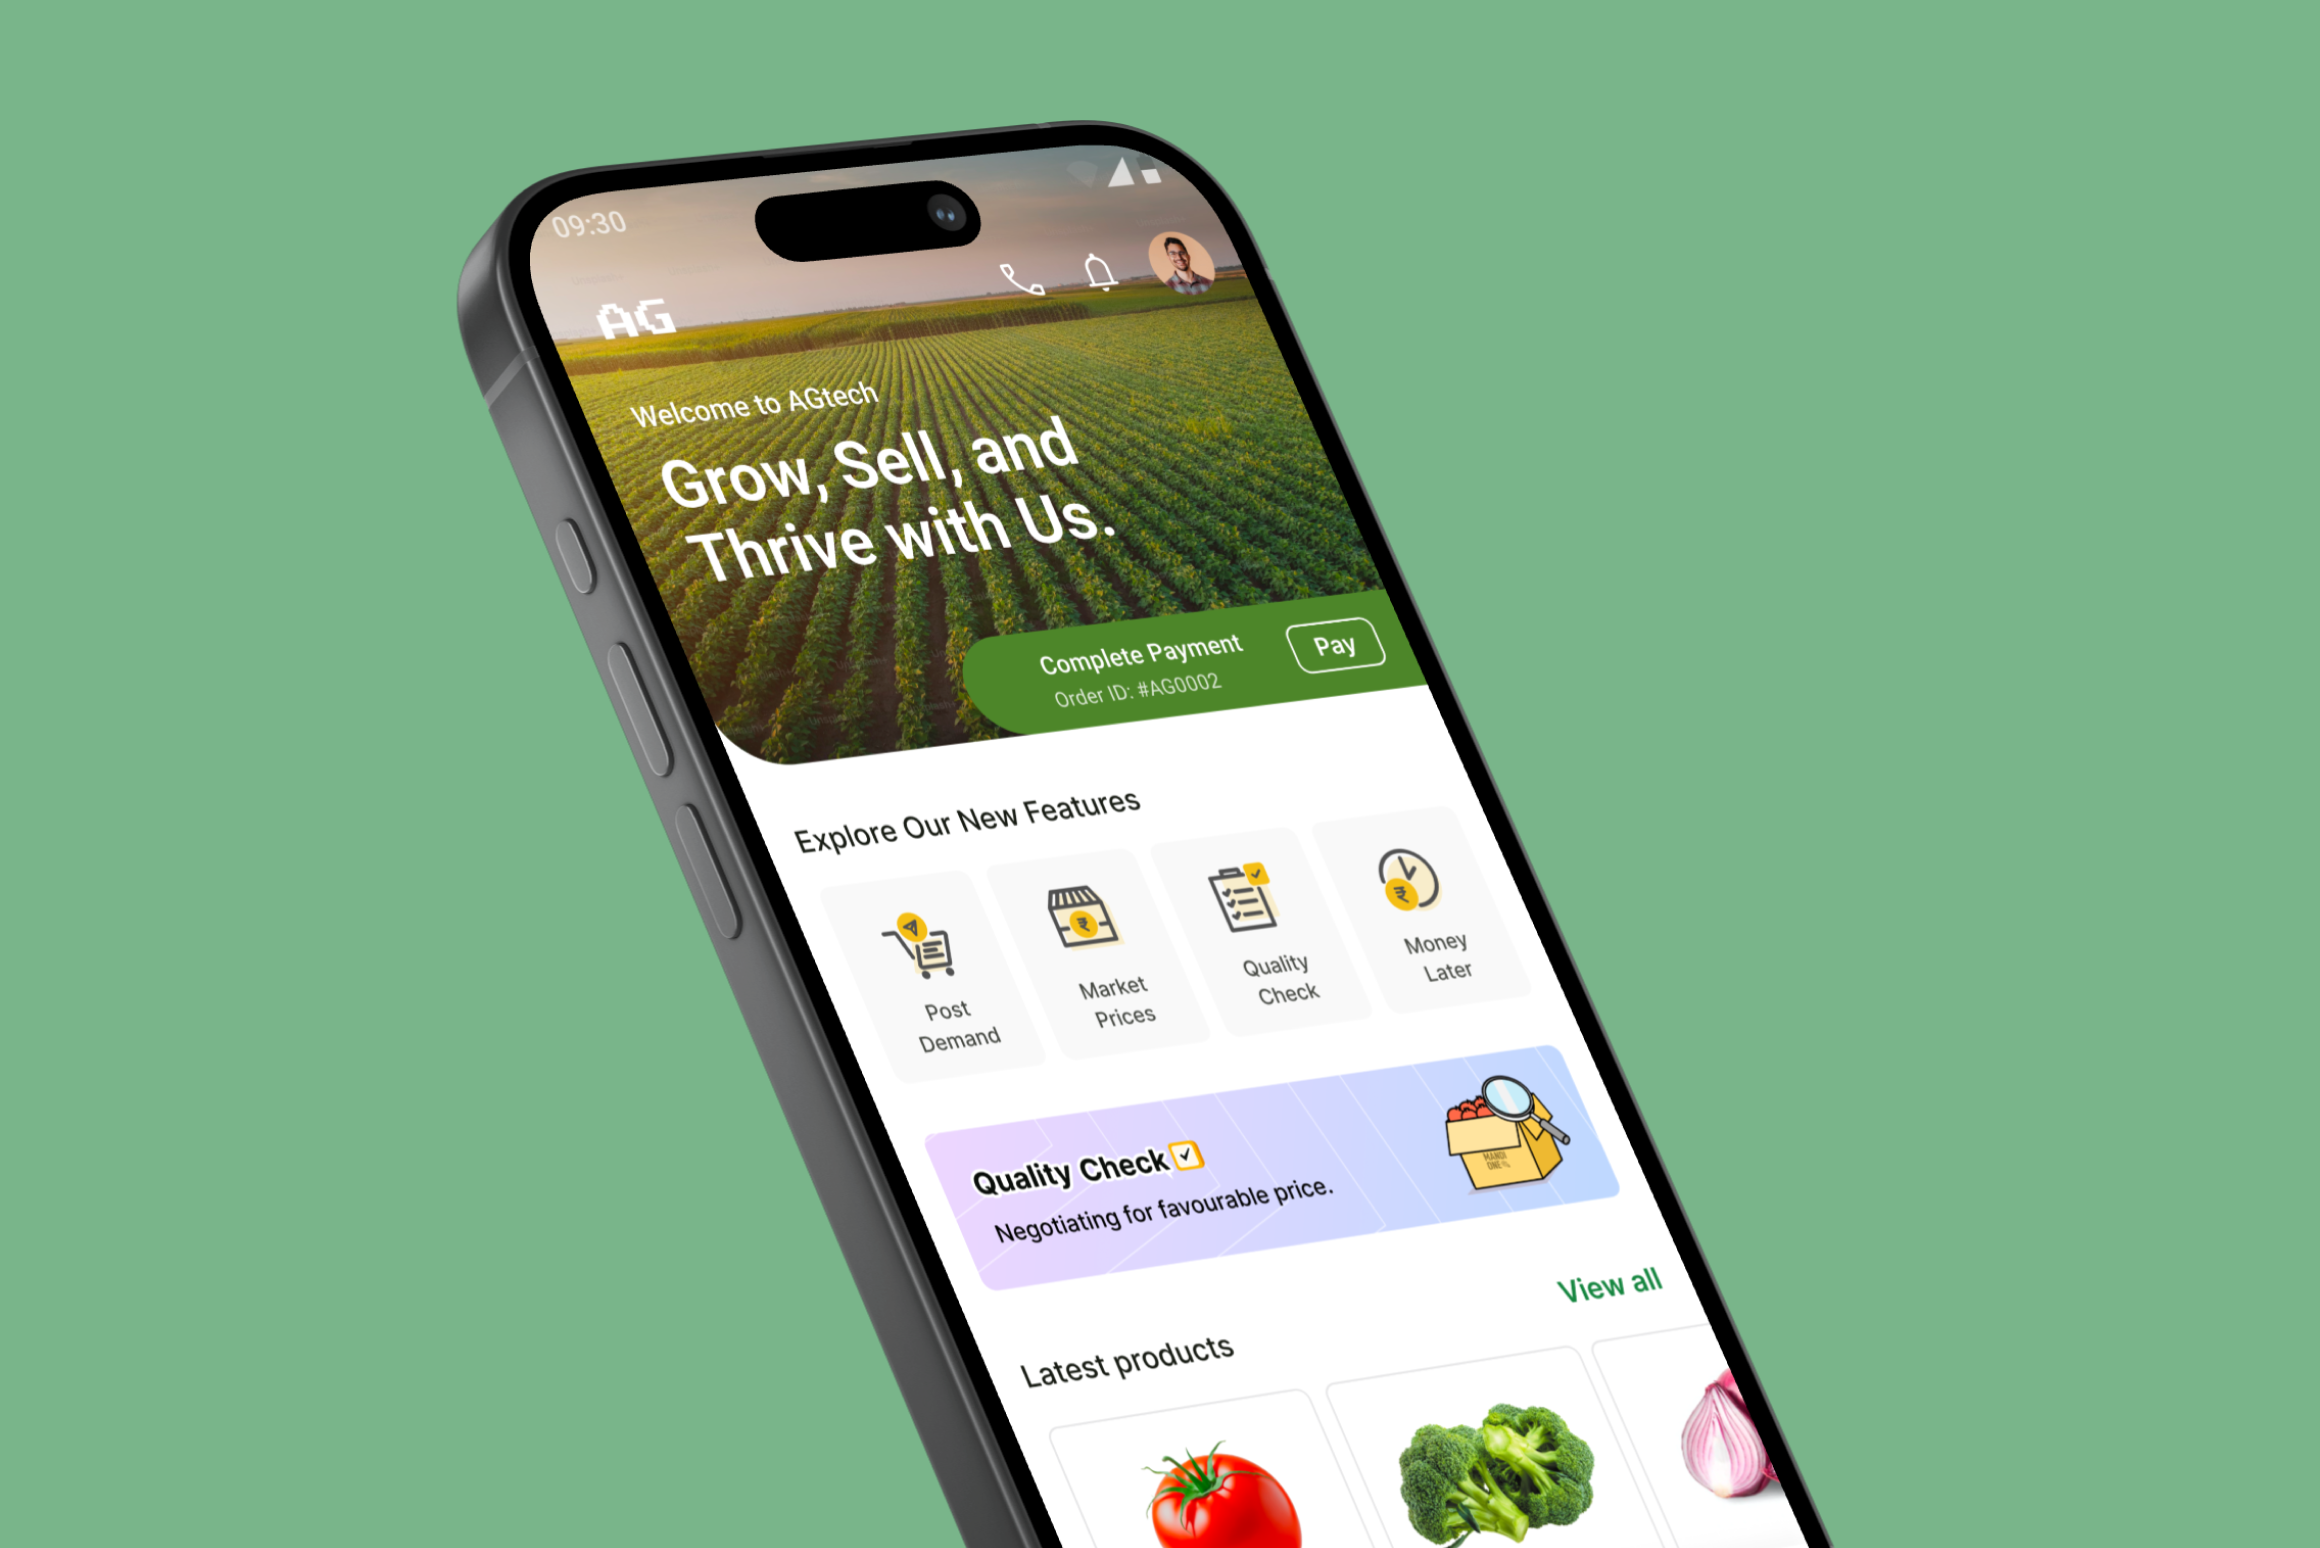 09:30
AG
Welcome to AGtech
Grow, Sell, and
Thrive with Us.
Complete Payment
Order ID: #AG0002
Pay
Explore Our New Features
Post
Demand
Market
Prices
Quality
Check
Money
Later
Quality Check
Negotiating for favourable price.
MANDI
ONE
View all
Latest products